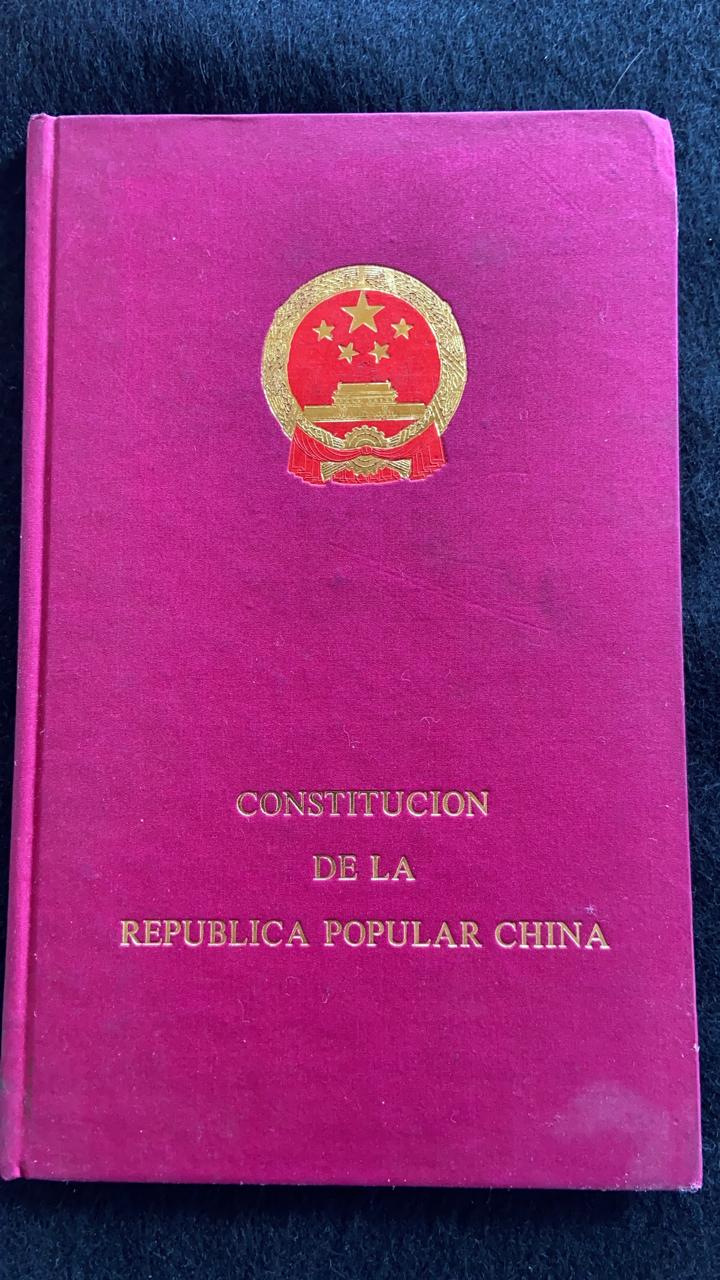 CONSTITUCION
DE LA
REPUBLICA POPULAR CHINA